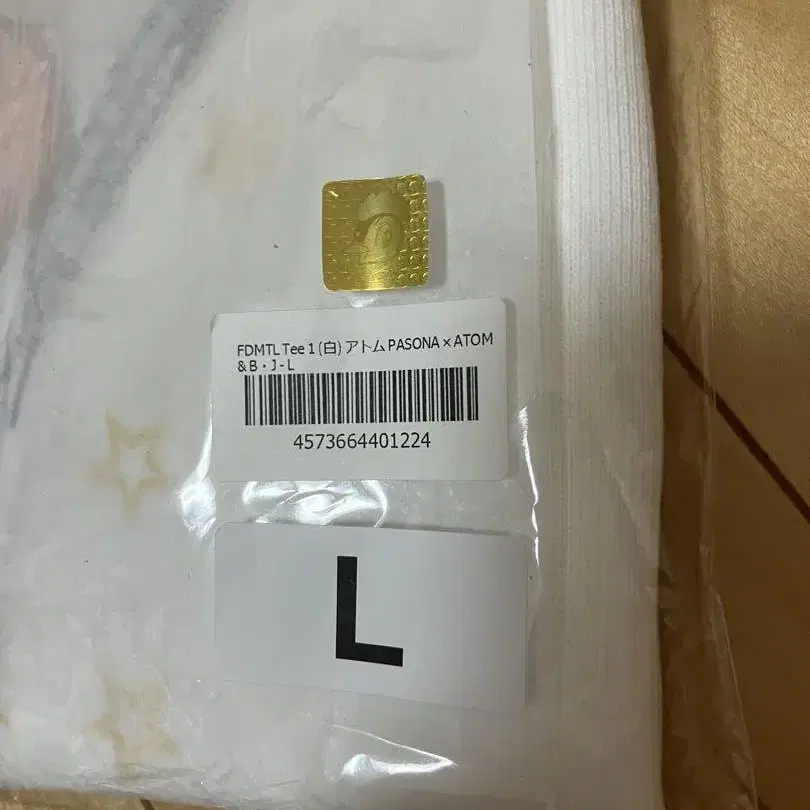 FDMTL Tee 1 (白) アトム PASONA × ATOM
& B・J - L
4573664401224
L